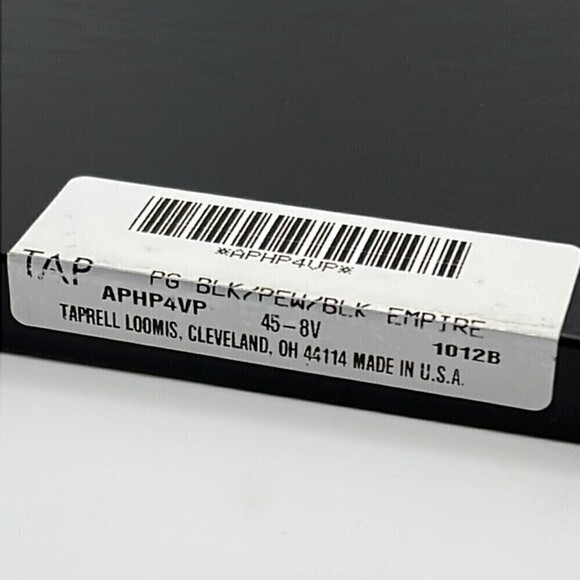 *APHP4VP*
TAP PG BLK/PEW/BLK EMPIRE
APHP4VP 45-8V 1012B
TAPRELL LOOMIS, CLEVELAND, OH 44114 MADE IN U.S.A.